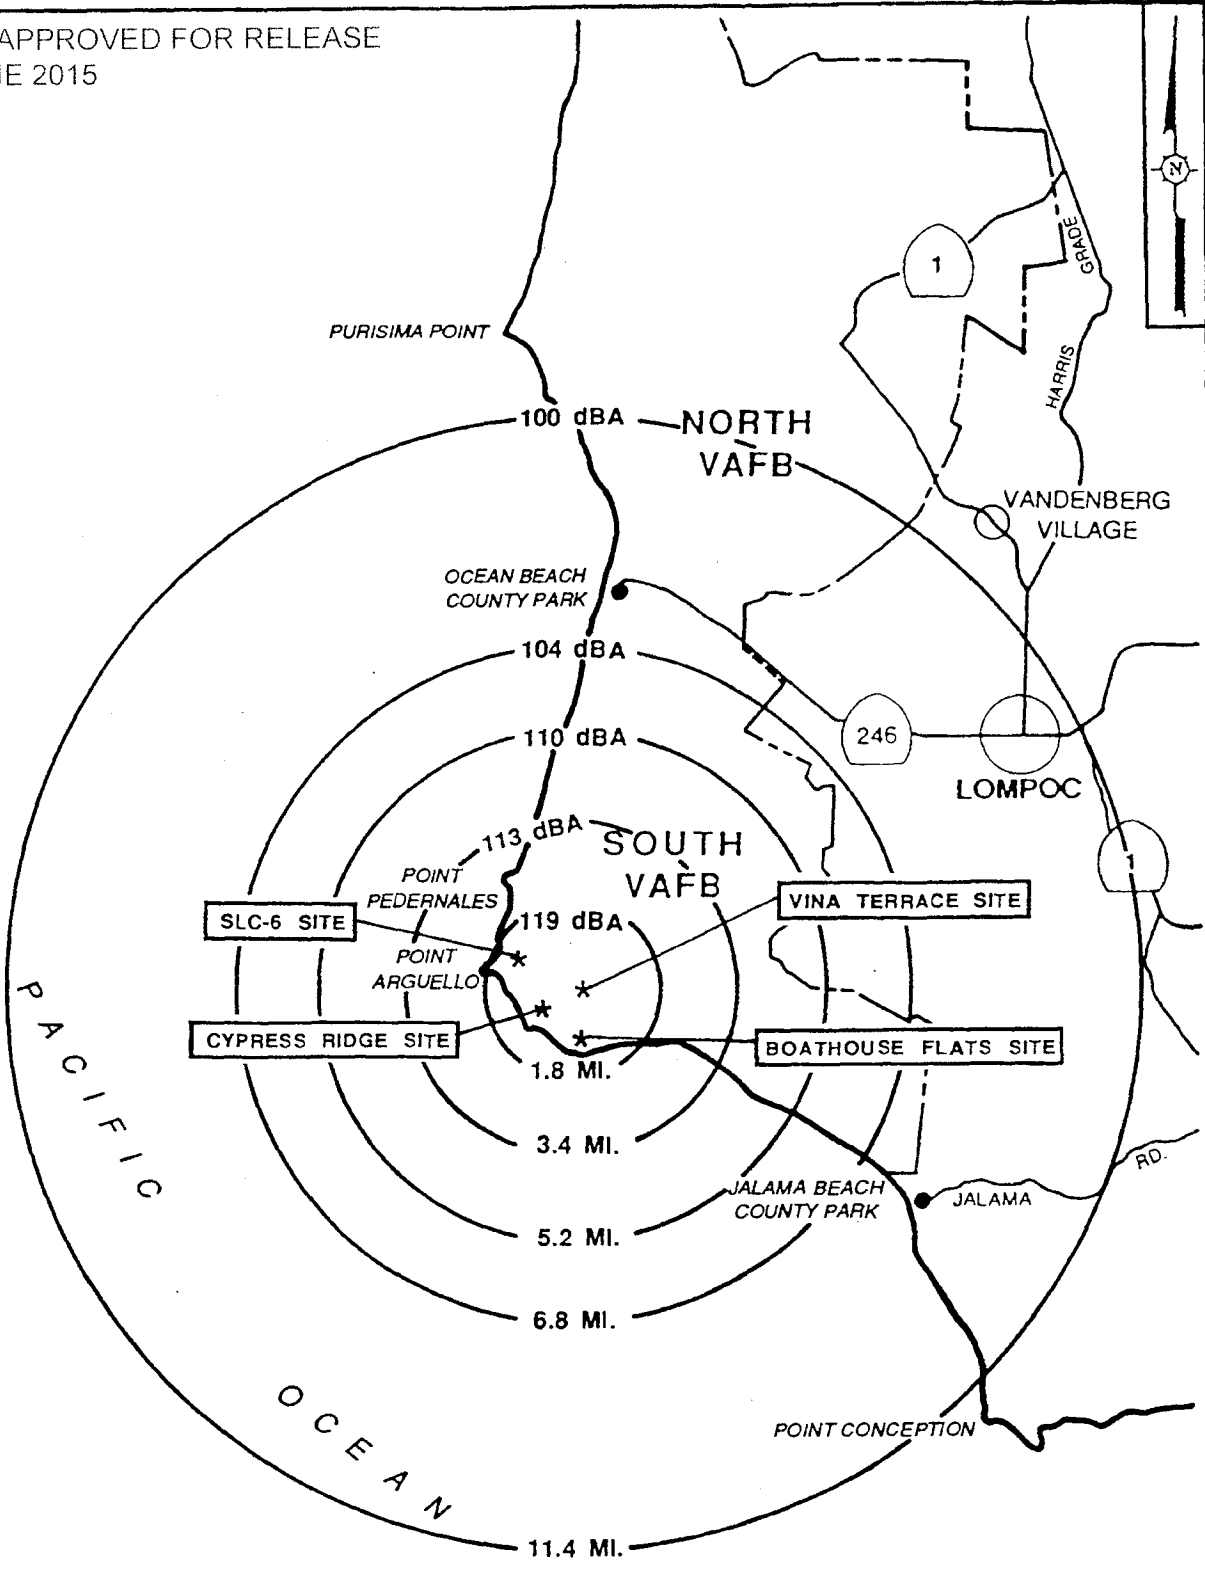 APPROVED FOR RELEASE
NE 2015
N
1
GRADE
HARRIS
PURISIMA POINT
100 dBA
NORTH
VAFB
VANDENBERG
VILLAGE
OCEAN BEACH
COUNTY PARK
104 dBA
110 dBA
246
LOMPOC
113 dBA
SOUTH
VAFB
1
POINT
PEDERNALES
VINA TERRACE SITE
SLC-6 SITE
119 dBA
POINT
ARGUELLO
CYPRESS RIDGE SITE
BOATHOUSE FLATS SITE
1.8 MI.
3.4 MI.
RD.
JALAMA BEACH
COUNTY PARK
JALAMA
5.2 MI.
6.8 MI.
PACIFIC
OCEAN
POINT CONCEPTION
11.4 MI.